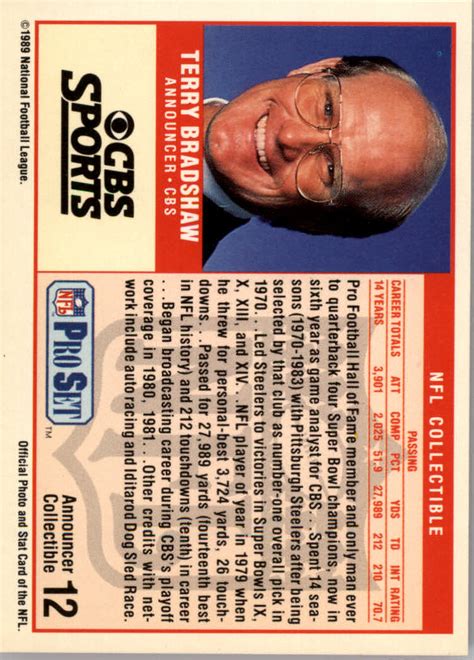 NFL COLLECTIBLE
TERRY BRADSHAW
ANNOUNCER • CBS
CBS
SPORTS
PASSING
CAREER TOTALS ATT COMP PCT YDS TD INT RATING
14 YEARS 3,901 2,025 51.9 27,989 212 210 70.7
Pro Football Hall of Fame member and only man ever
to quarterback four Super Bowl champions, now in
sixth year as game analyst for CBS. . .Spent 14 sea-
sons (1970-1983) with Pittsburgh Steelers after being
selected by that club as number-one overall pick in
1970. . .Led Steelers to victories in Super Bowls IX,
X, XIII, and XIV. . .NFL player of year in 1979 when
he threw for personal-best 3,724 yards, 26 touch-
downs. . .Passed for 27,989 yards (fourteenth best
in NFL history) and 212 touchdowns (tenth) in career
. . .Began broadcasting career during CBS's playoff
coverage in 1980, 1981. . .Other credits with net-
work include auto racing and Iditarod Dog Sled Race.
NFL
PRO SET
TM
Announcer
Collectible
12
©1989 National Football League.
Official Photo and Stat Card of the NFL.